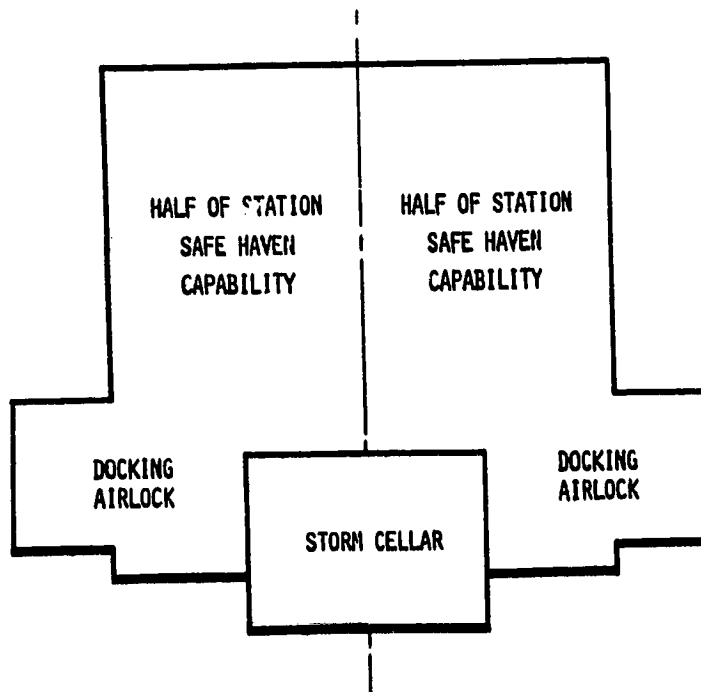 HALF OF STATION
SAFE HAVEN
CAPABILITY
HALF OF STATION
SAFE HAVEN
CAPABILITY
DOCKING
AIRLOCK
STORM CELLAR
DOCKING
AIRLOCK